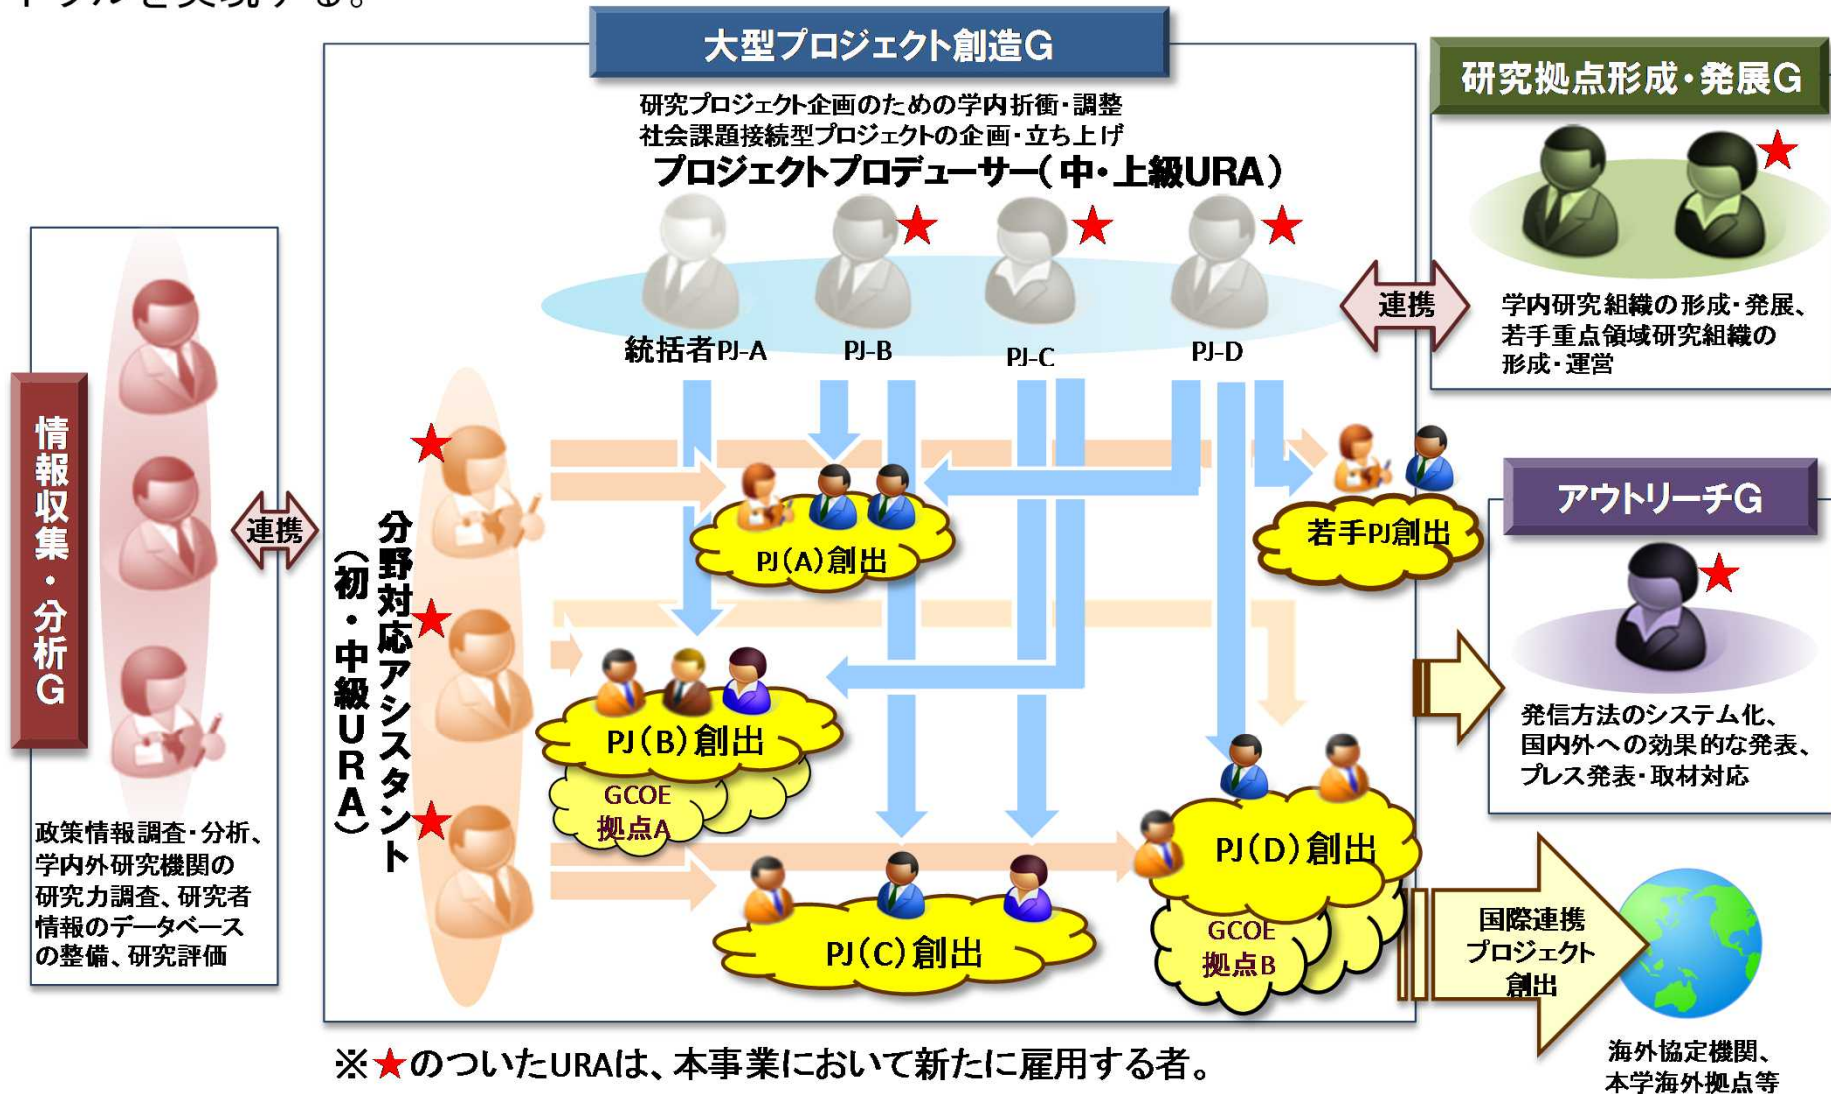 大型プロジェクト創造G
研究プロジェクト企画のための学内折衝・調整
社会課題接続型プロジェクトの企画・立ち上げ
プロジェクトプロデューサー(中・上級URA)
統括者PJ-A
PJ-B
PJ-C
PJ-D
研究拠点形成・発展G
連携
学内研究組織の形成・発展、
若手重点領域研究組織の
形成・運営
情報収集・分析G
連携
政策情報調査・分析、
学内外研究機関の
研究力調査、研究者
情報のデータベース
の整備、研究評価
分野対応アシスタント
(初・中級URA)
PJ(A)創出
若手PJ創出
PJ(B)創出
GCOE
拠点A
PJ(C)創出
PJ(D)創出
GCOE
拠点B
アウトリーチG
発信方法のシステム化、
国内外への効果的な発表、
プレス発表・取材対応
国際連携
プロジェクト
創出
海外協定機関、
本学海外拠点等
※★のついたURAは、本事業において新たに雇用する者。